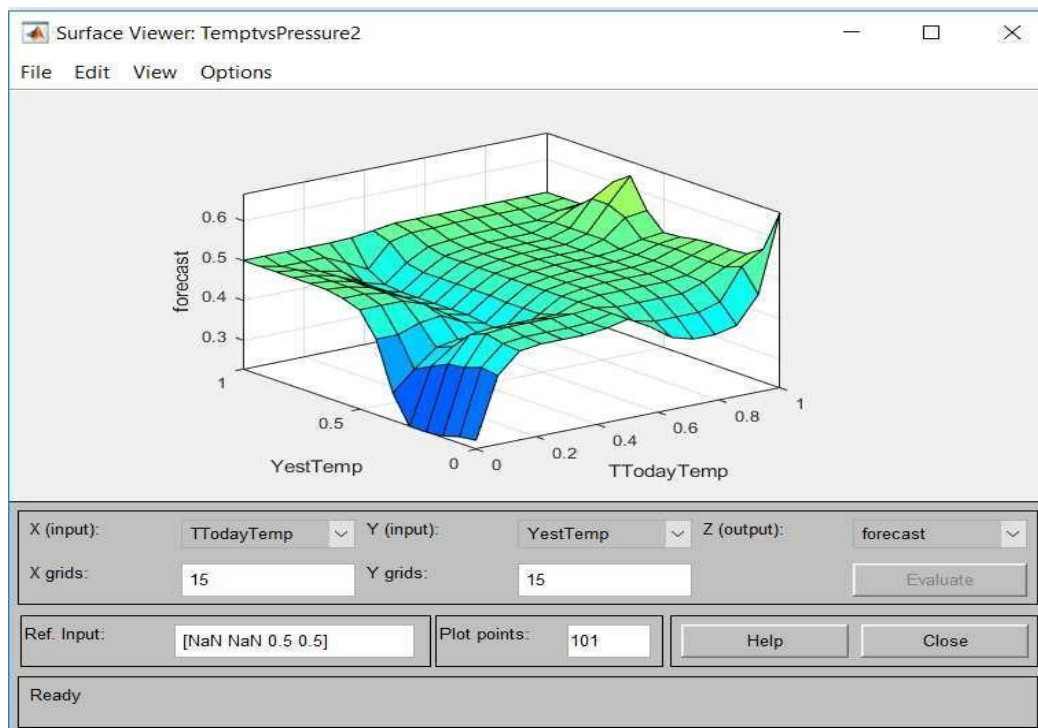 Surface Viewer: TemptvsPressure2
File Edit View Options
0.6
0.5
0.4
0.3
forecast
1
0.5
0
YestTemp
0
0.2
0.4
0.6
0.8
1
TTodayTemp
X (input): TTodayTemp Y (input): YestTemp Z (output): forecast
X grids: 15 Y grids: 15 Evaluate
Ref. Input: [NaN NaN 0.5 0.5] Plot points: 101 Help Close
Ready